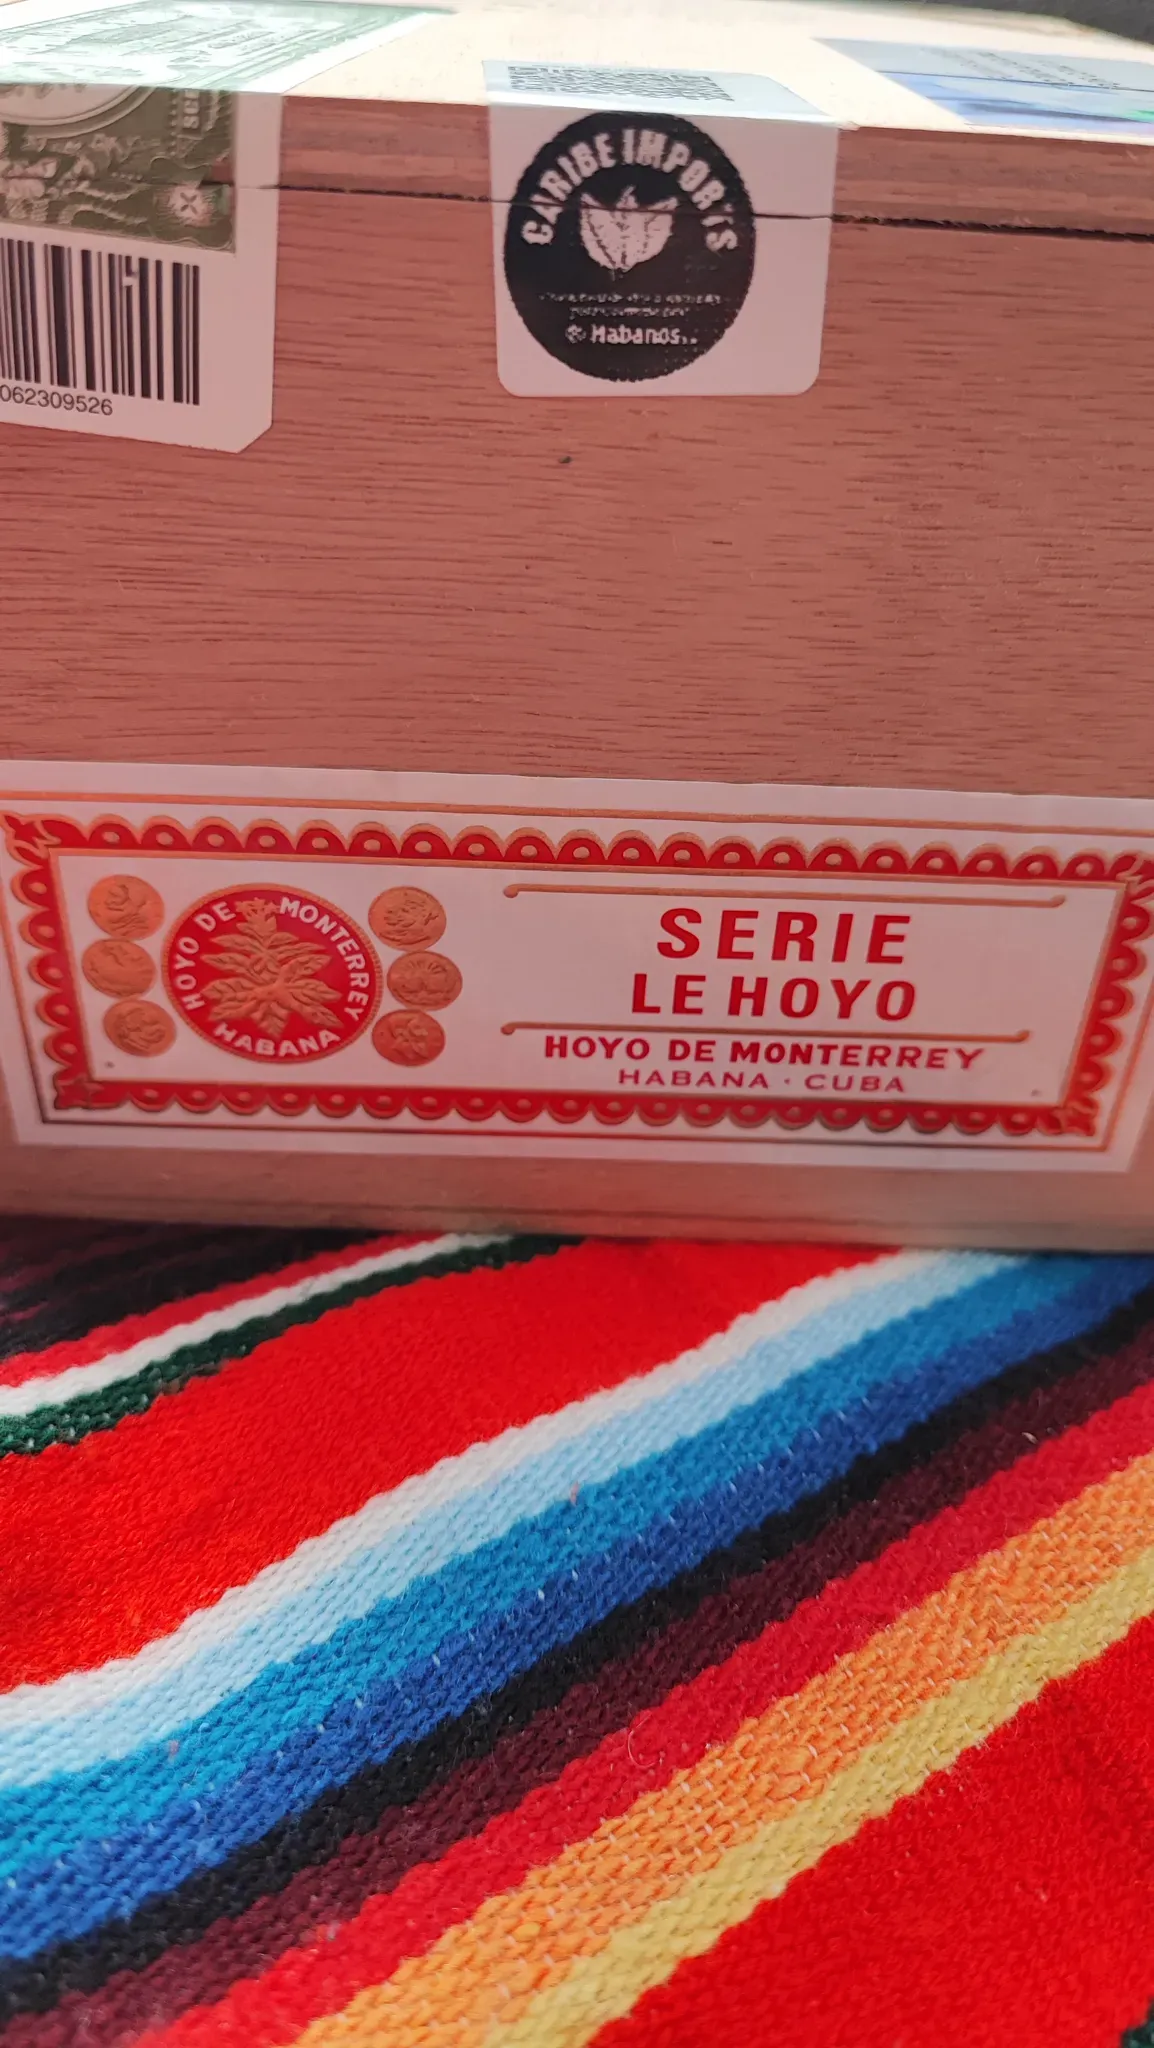 CARIBE IMPORTS
Habanos
062309526
HOYO DE MONTERREY
HABANA
SERIE
LE HOYO
HOYO DE MONTERREY
HABANA · CUBA